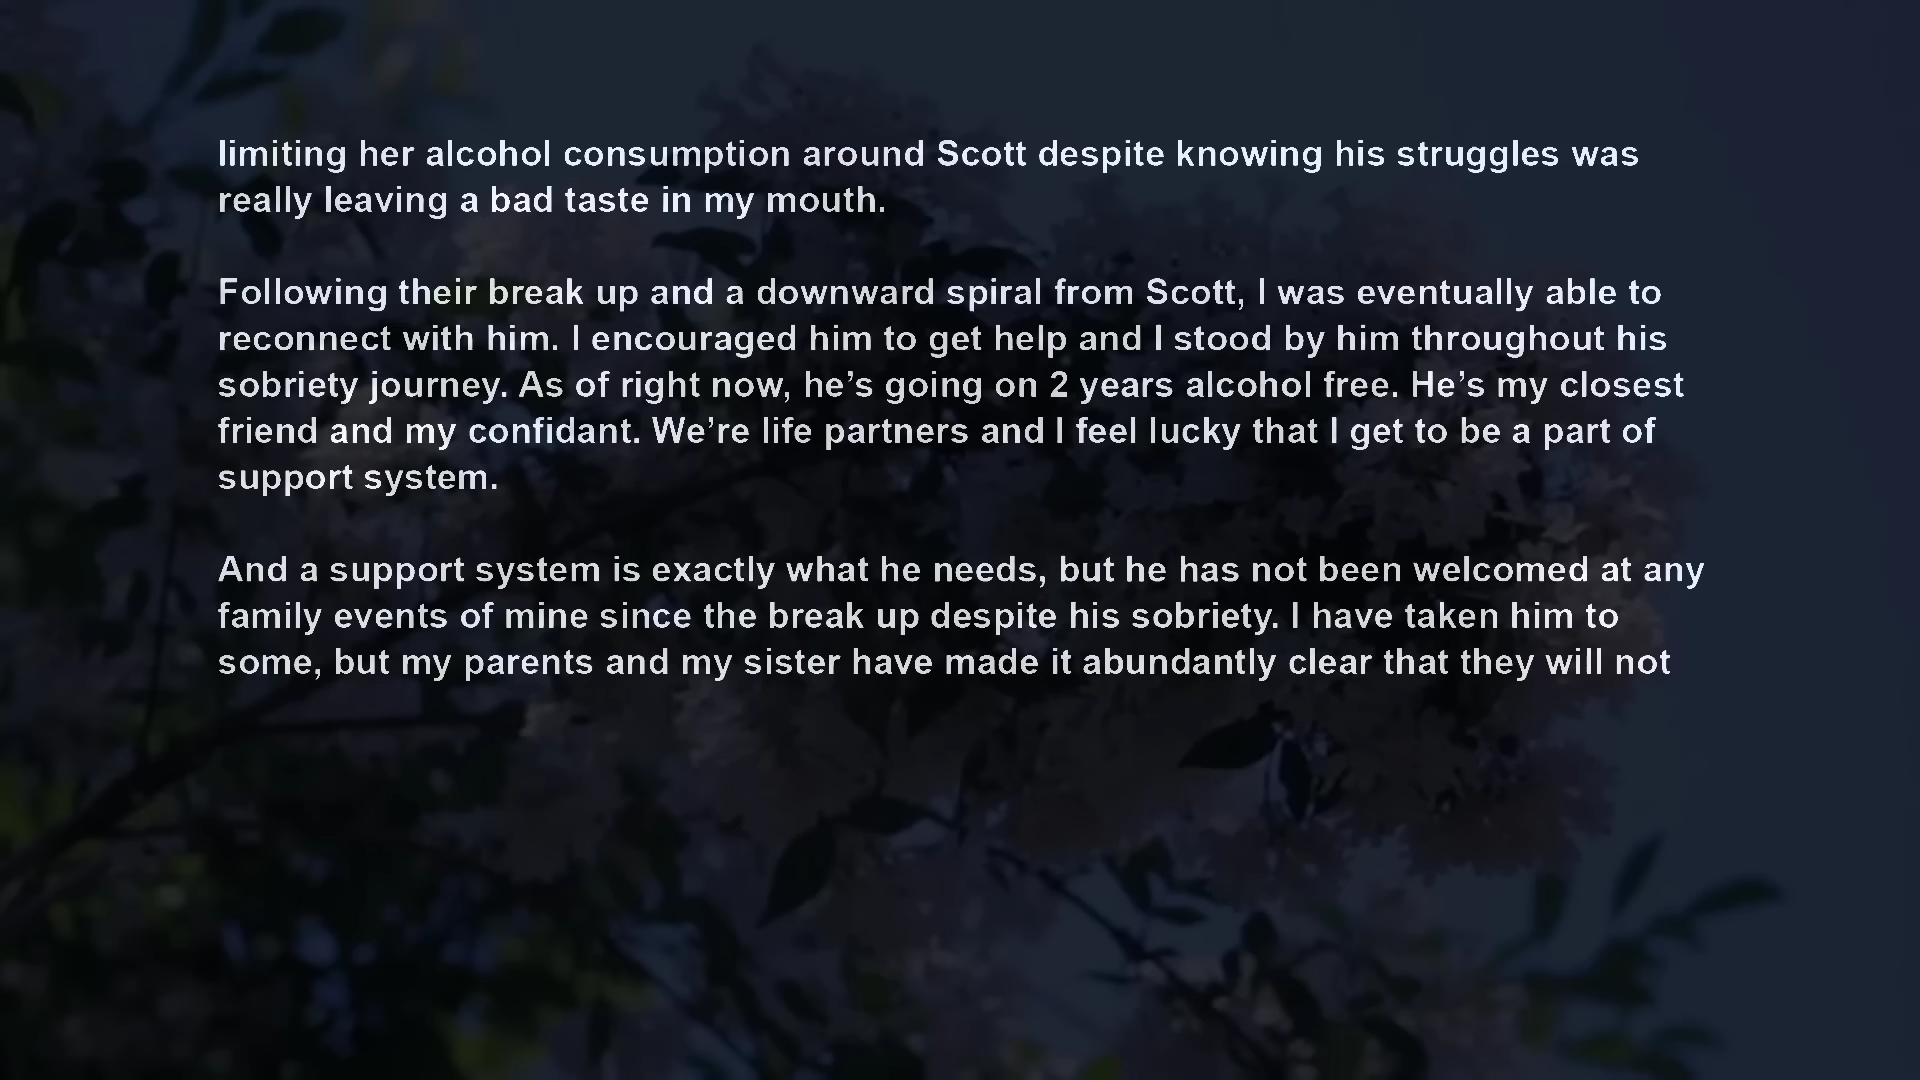 limiting her alcohol consumption around Scott despite knowing his struggles was
really leaving a bad taste in my mouth.
Following their break up and a downward spiral from Scott, I was eventually able to
reconnect with him. I encouraged him to get help and I stood by him throughout his
sobriety journey. As of right now, he’s going on 2 years alcohol free. He’s my closest
friend and my confidant. We’re life partners and I feel lucky that I get to be a part of
support system.
And a support system is exactly what he needs, but he has not been welcomed at any
family events of mine since the break up despite his sobriety. I have taken him to
some, but my parents and my sister have made it abundantly clear that they will not